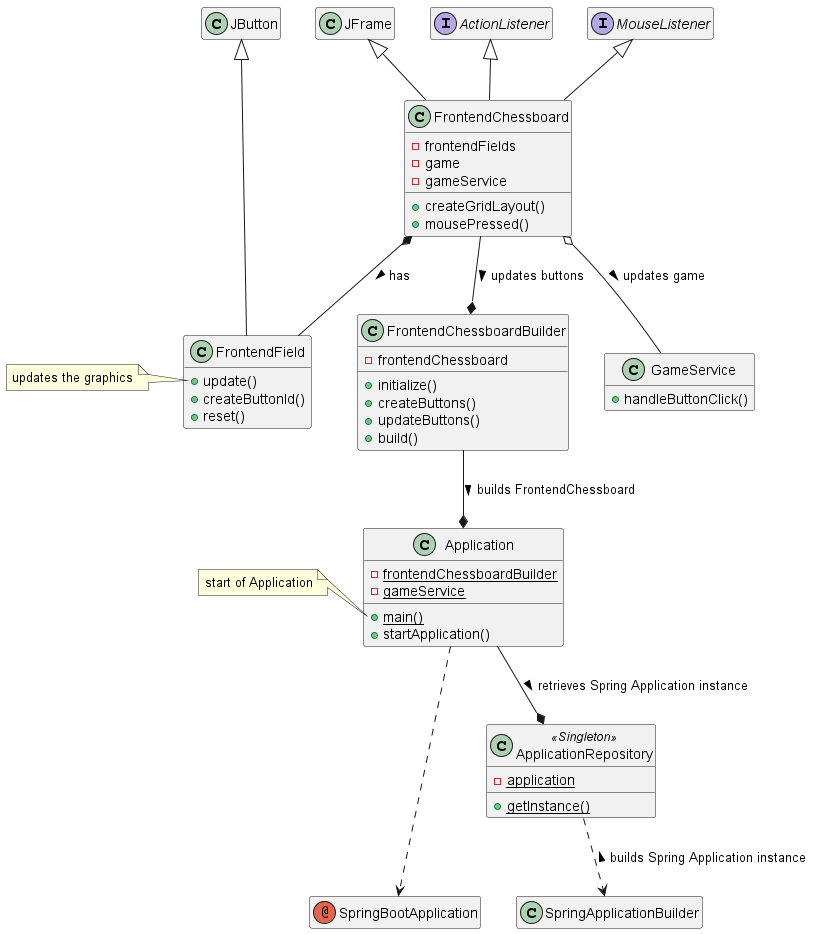 C JButton
C JFrame
I ActionListener
I MouseListener
C FrontendChessboard
frontendFields
game
gameService
createGridLayout()
mousePressed()
has
updates buttons
updates game
C FrontendField
update()
createButtonId()
reset()
updates the graphics
C FrontendChessboardBuilder
frontendChessboard
initialize()
createButtons()
updateButtons()
build()
C GameService
handleButtonClick()
builds FrontendChessboard
C Application
frontendChessboardBuilder
gameService
main()
startApplication()
start of Application
retrieves Spring Application instance
«Singleton»
C ApplicationRepository
application
getInstance()
builds Spring Application instance
@ SpringBootApplication
C SpringApplicationBuilder